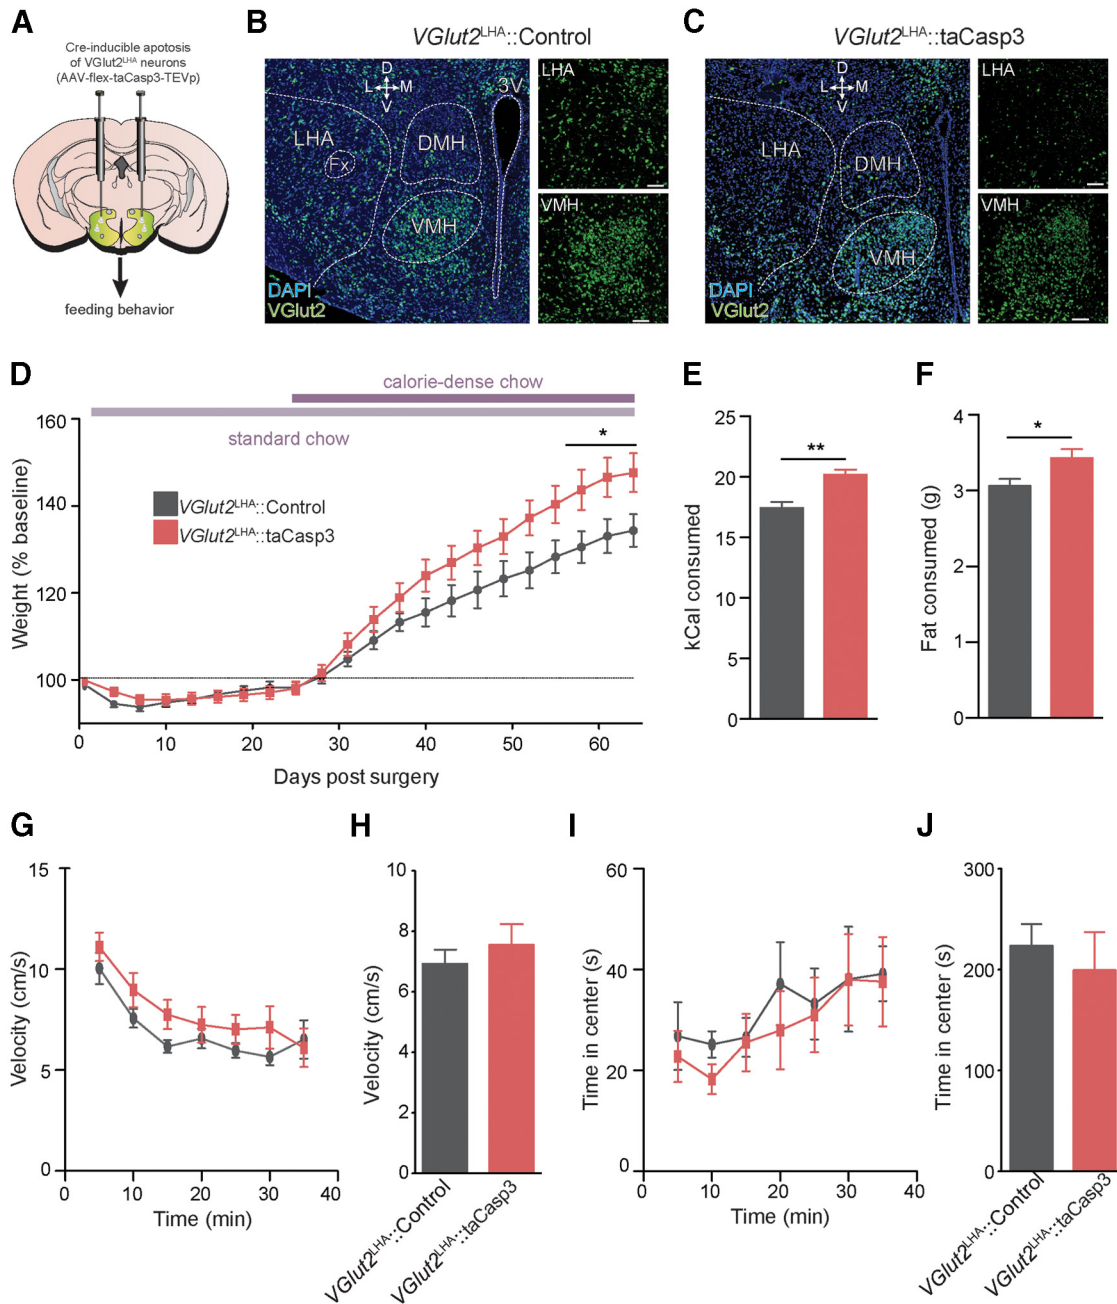 A
Cre-inducible apotosis
of VGlut2LHA neurons
(AAV-flex-taCasp3-TEVp)
feeding behavior
B
VGlut2LHA::Control
D
L M
V
3V
LHA
Fx
DMH
VMH
DAPI
VGlut2
LHA
VMH
C
VGlut2LHA::taCasp3
D
L M
V
LHA
DMH
VMH
DAPI
VGlut2
LHA
VMH
D
calorie-dense chow
standard chow
*
VGlut2LHA::Control
VGlut2LHA::taCasp3
Weight (% baseline)
160
140
120
100
0 10 20 30 40 50 60
Days post surgery
E
**
kCal consumed
25
20
15
10
5
0
F
*
Fat consumed (g)
4
3
2
1
0
G
Velocity (cm/s)
15
10
5
0
0 10 20 30 40
Time (min)
H
Velocity (cm/s)
10
8
6
4
2
0
VGlut2LHA::Control
VGlut2LHA::taCasp3
I
Time in center (s)
60
40
20
0
0 10 20 30 40
Time (min)
J
Time in center (s)
300
200
100
0
VGlut2LHA::Control
VGlut2LHA::taCasp3